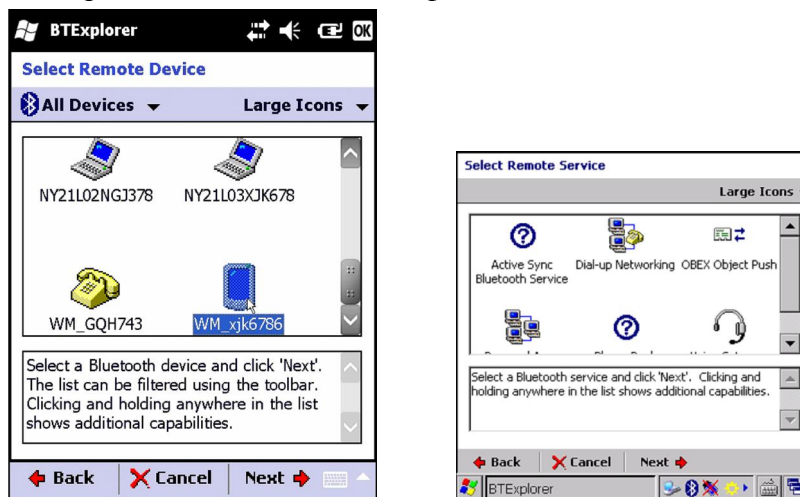 BTExplorer OK
Select Remote Device
All Devices Large Icons
NY21L02NGJ378 NY21L03XJK678
WM_GQH743 WM_xjk6786
Select a Bluetooth device and click 'Next'.
The list can be filtered using the toolbar.
Clicking and holding anywhere in the list
shows additional capabilities.
Back Cancel Next
Select Remote Service
Large Icons
Active Sync Dial-up Networking OBEX Object Push
Bluetooth Service
Select a Bluetooth service and click 'Next'. Clicking and
holding anywhere in the list shows additional capabilities.
Back Cancel Next
BTExplorer